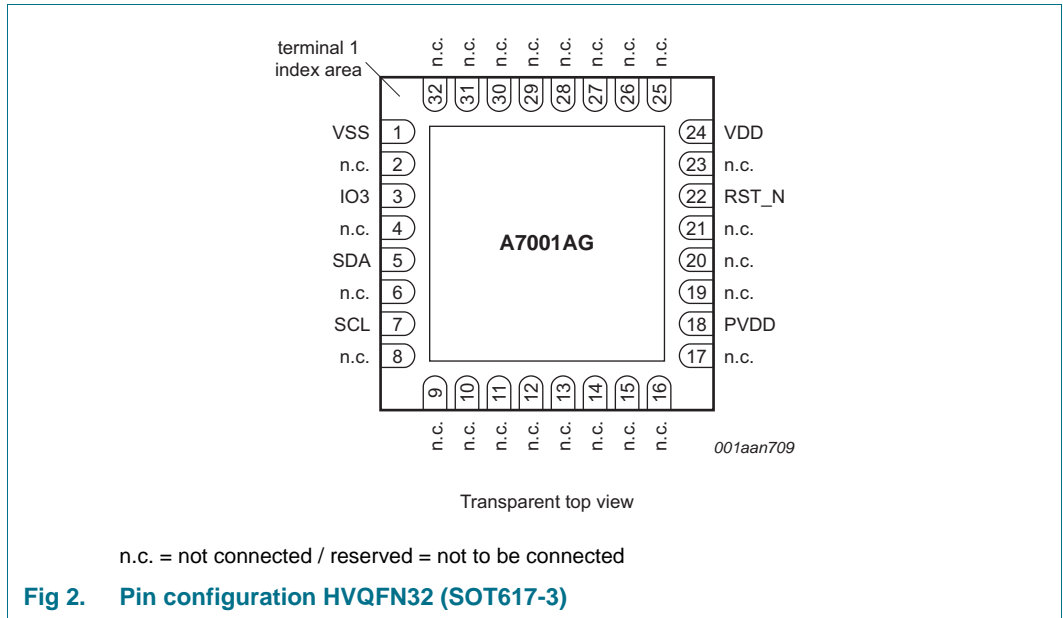 terminal 1
index area
n.c. n.c. n.c. n.c. n.c. n.c. n.c. n.c.
32 31 30 29 28 27 26 25
VSS 1
n.c. 2
IO3 3
n.c. 4
SDA 5
n.c. 6
SCL 7
n.c. 8
A7001AG
24 VDD
23 n.c.
22 RST_N
21 n.c.
20 n.c.
19 n.c.
18 PVDD
17 n.c.
9 10 11 12 13 14 15 16
n.c. n.c. n.c. n.c. n.c. n.c. n.c. n.c.
001aan709
Transparent top view
n.c. = not connected / reserved = not to be connected
Fig 2. Pin configuration HVQFN32 (SOT617-3)